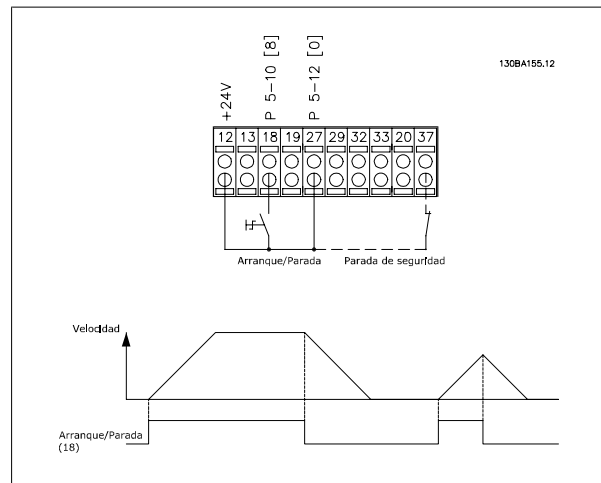 130BA155.12
+24V
P 5-10 [8]
P 5-12 [0]
12 13 18 19 27 29 32 33 20 37
Arranque/Parada Parada de seguridad
Velocidad
Arranque/Parada
(18)